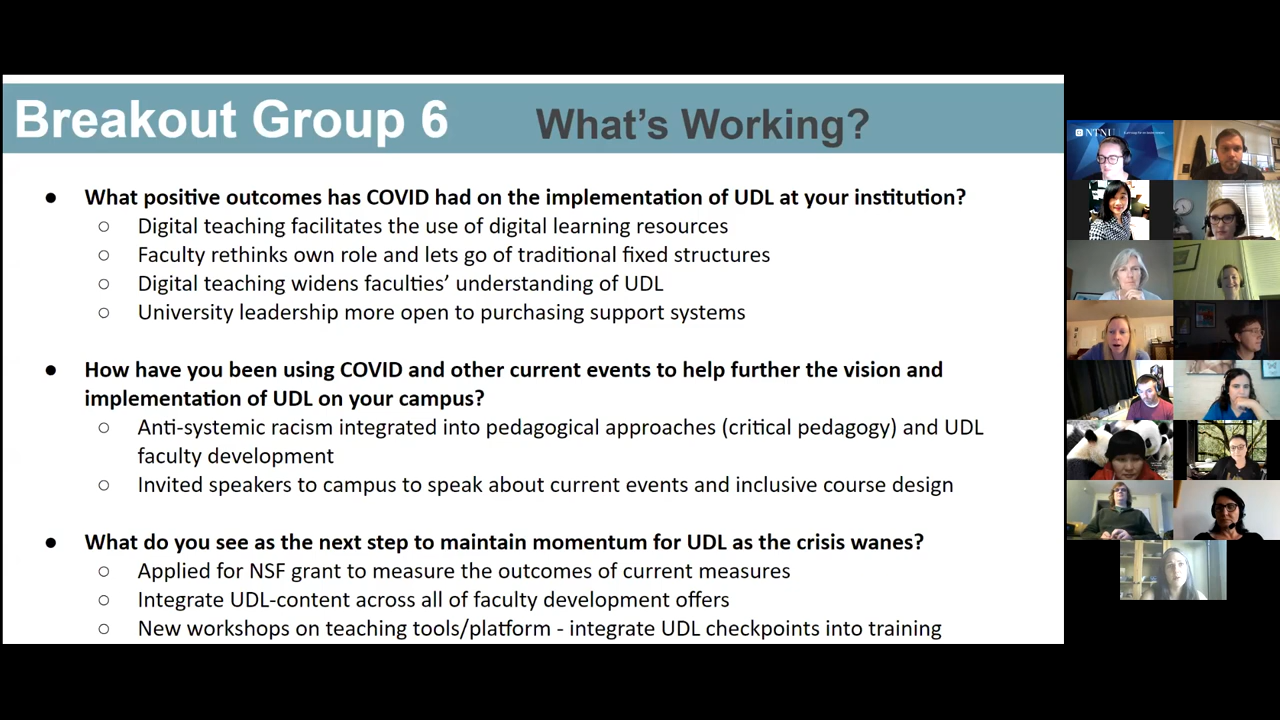 Breakout Group 6 What's Working?
● What positive outcomes has COVID had on the implementation of UDL at your institution?
○ Digital teaching facilitates the use of digital learning resources
○ Faculty rethinks own role and lets go of traditional fixed structures
○ Digital teaching widens faculties' understanding of UDL
○ University leadership more open to purchasing support systems
● How have you been using COVID and other current events to help further the vision and
implementation of UDL on your campus?
○ Anti-systemic racism integrated into pedagogical approaches (critical pedagogy) and UDL
faculty development
○ Invited speakers to campus to speak about current events and inclusive course design
● What do you see as the next step to maintain momentum for UDL as the crisis wanes?
○ Applied for NSF grant to measure the outcomes of current measures
○ Integrate UDL-content across all of faculty development offers
○ New workshops on teaching tools/platform - integrate UDL checkpoints into training
NTNU